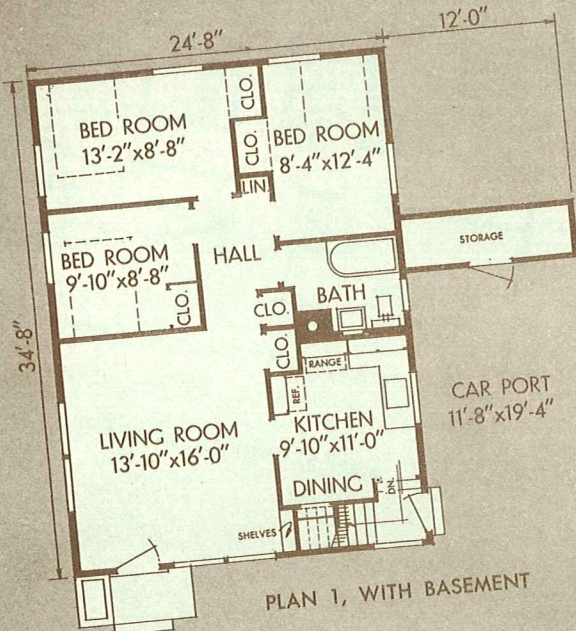 24'-8"
12'-0"
34'-8"
BED ROOM
13'-2"x8'-8"
CLO.
CLO.
BED ROOM
8'-4"x12'-4"
LIN.
STORAGE
BED ROOM
9'-10"x8'-8"
CLO.
HALL
BATH
CLO.
CLO.
RANGE
REF.
KITCHEN
9'-10"x11'-0"
DINING
DN.
LIVING ROOM
13'-10"x16'-0"
SHELVES
CAR PORT
11'-8"x19'-4"
PLAN 1, WITH BASEMENT